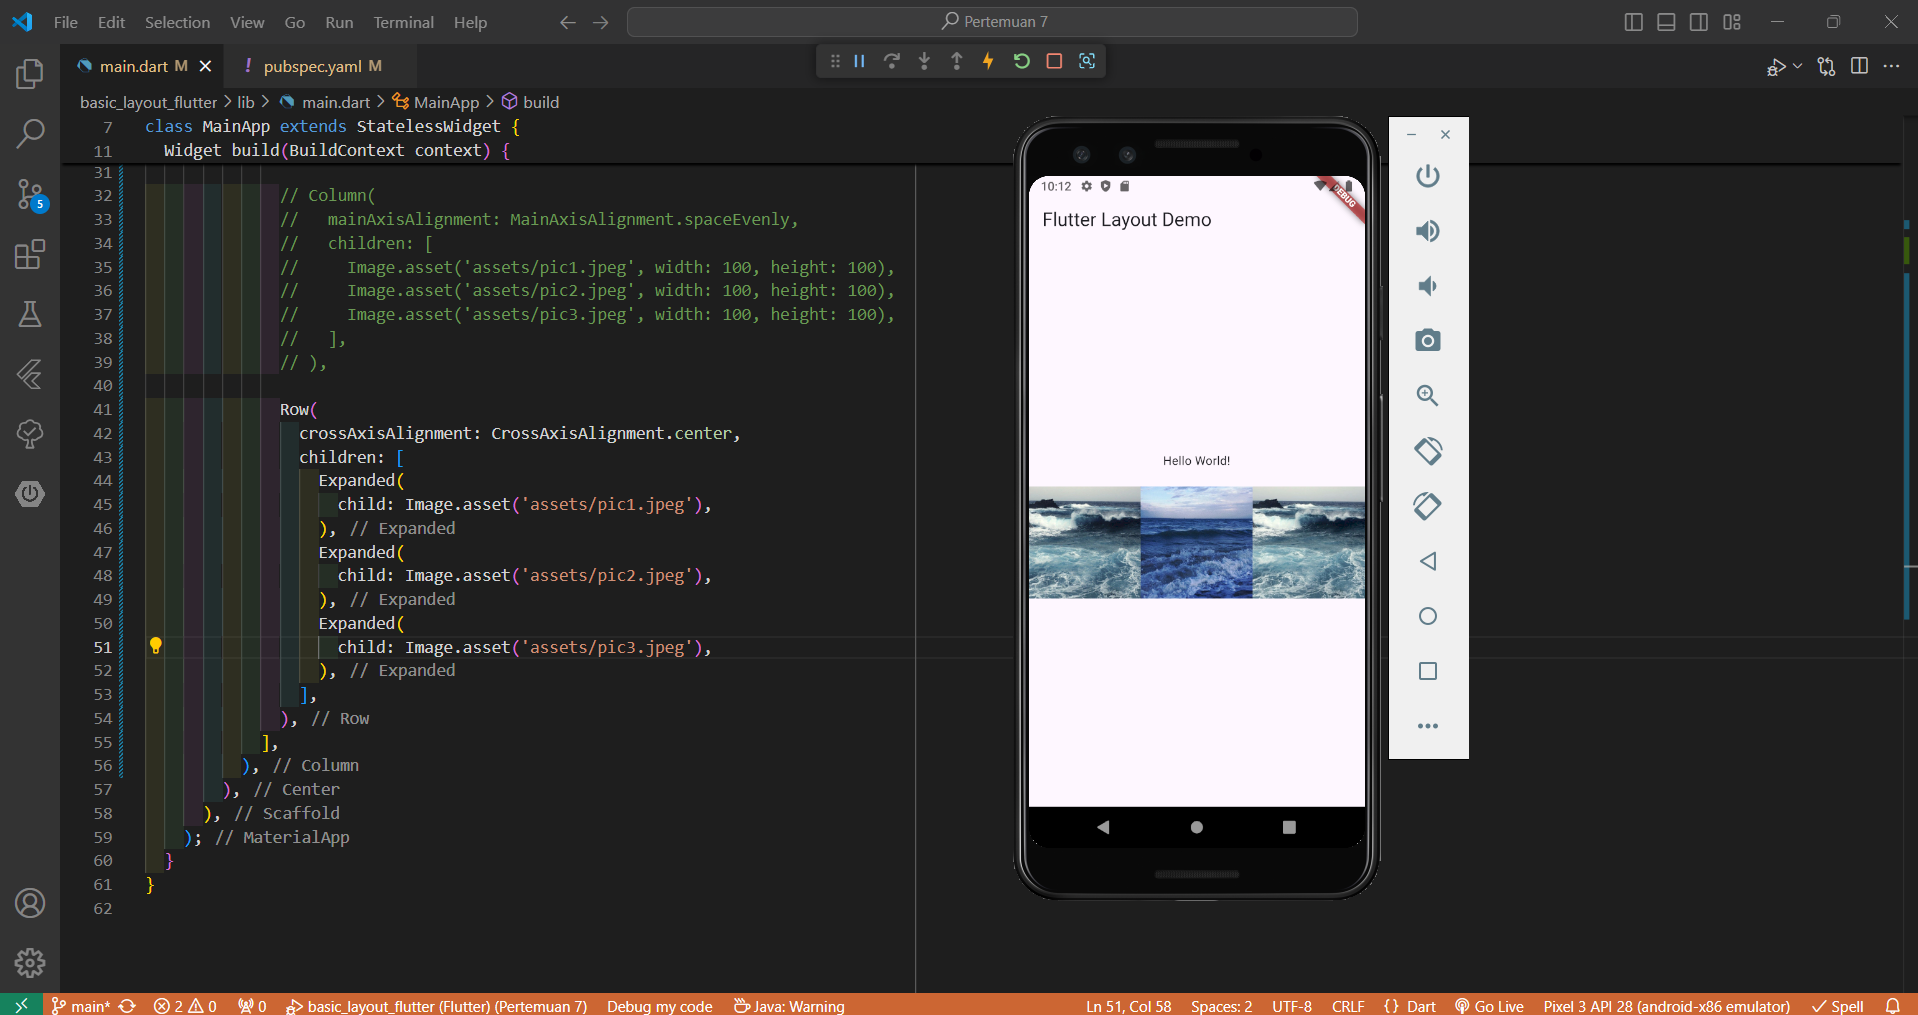 File Edit Selection View Go Run Terminal Help
Pertemuan 7
main.dart M
pubspec.yaml M
basic_layout_flutter > lib > main.dart > MainApp > build
7 class MainApp extends StatelessWidget {
11 Widget build(BuildContext context) {
31
32 // Column(
33 //   mainAxisAlignment: MainAxisAlignment.spaceEvenly,
34 //   children: [
35 //     Image.asset('assets/pic1.jpeg', width: 100, height: 100),
36 //     Image.asset('assets/pic2.jpeg', width: 100, height: 100),
37 //     Image.asset('assets/pic3.jpeg', width: 100, height: 100),
38 //   ],
39 // ),
40
41 Row(
42 crossAxisAlignment: CrossAxisAlignment.center,
43 children: [
44 Expanded(
45 child: Image.asset('assets/pic1.jpeg'),
46 ), // Expanded
47 Expanded(
48 child: Image.asset('assets/pic2.jpeg'),
49 ), // Expanded
50 Expanded(
51 child: Image.asset('assets/pic3.jpeg'),
52 ), // Expanded
53 ],
54 ), // Row
55 ],
56 ), // Column
57 ), // Center
58 ), // Scaffold
59 ); // MaterialApp
60 }
61 }
62
10:12
DEBUG
Flutter Layout Demo
Hello World!
5
main* 2 0 0 basic_layout_flutter (Flutter) (Pertemuan 7) Debug my code Java: Warning
Ln 51, Col 58 Spaces: 2 UTF-8 CRLF {} Dart Go Live Pixel 3 API 28 (android-x86 emulator) Spell